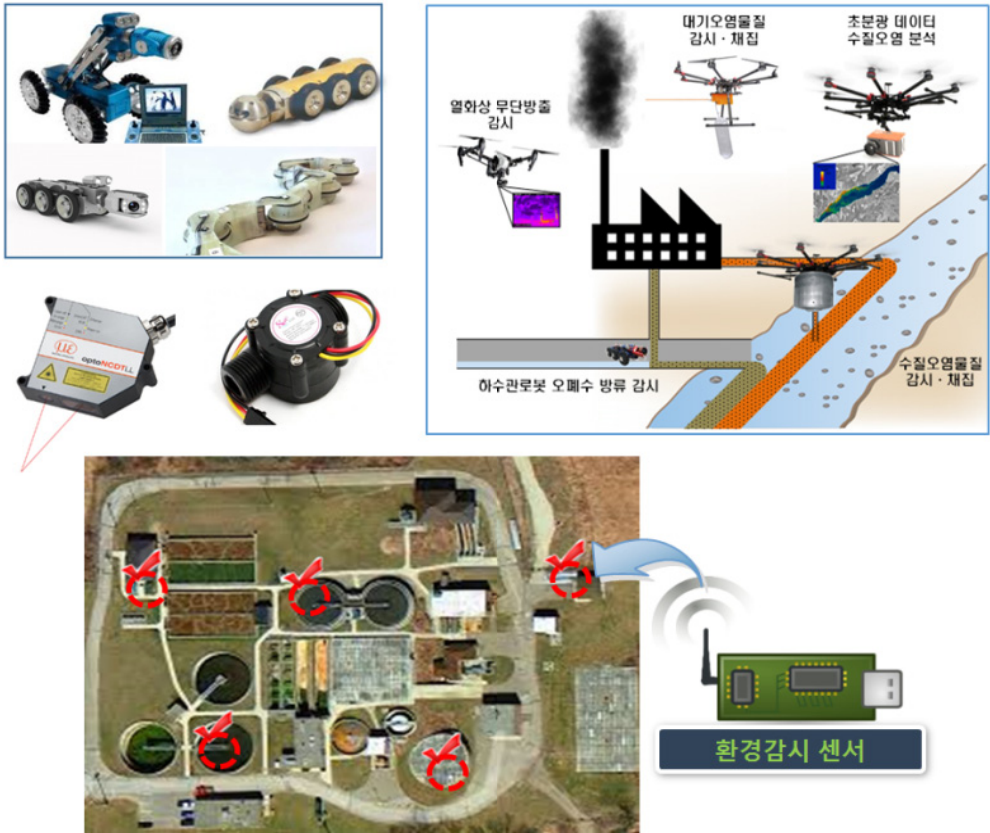 대기오염물질
감시 · 채집
초분광 데이터
수질오염 분석
열화상 무단방출
감시
하수관로봇 오폐수 방류 감시
수질오염물질
감시 · 채집
optoNCDT LL
환경감시 센서